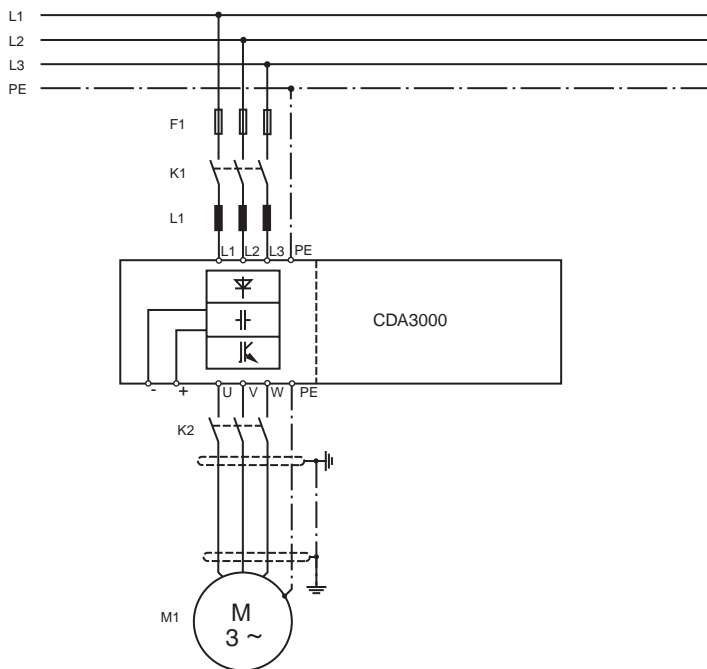 L1
L2
L3
PE
F1
K1
L1
L1 L2 L3 PE
CDA3000
- + U V W PE
K2
M1
M
3 ~